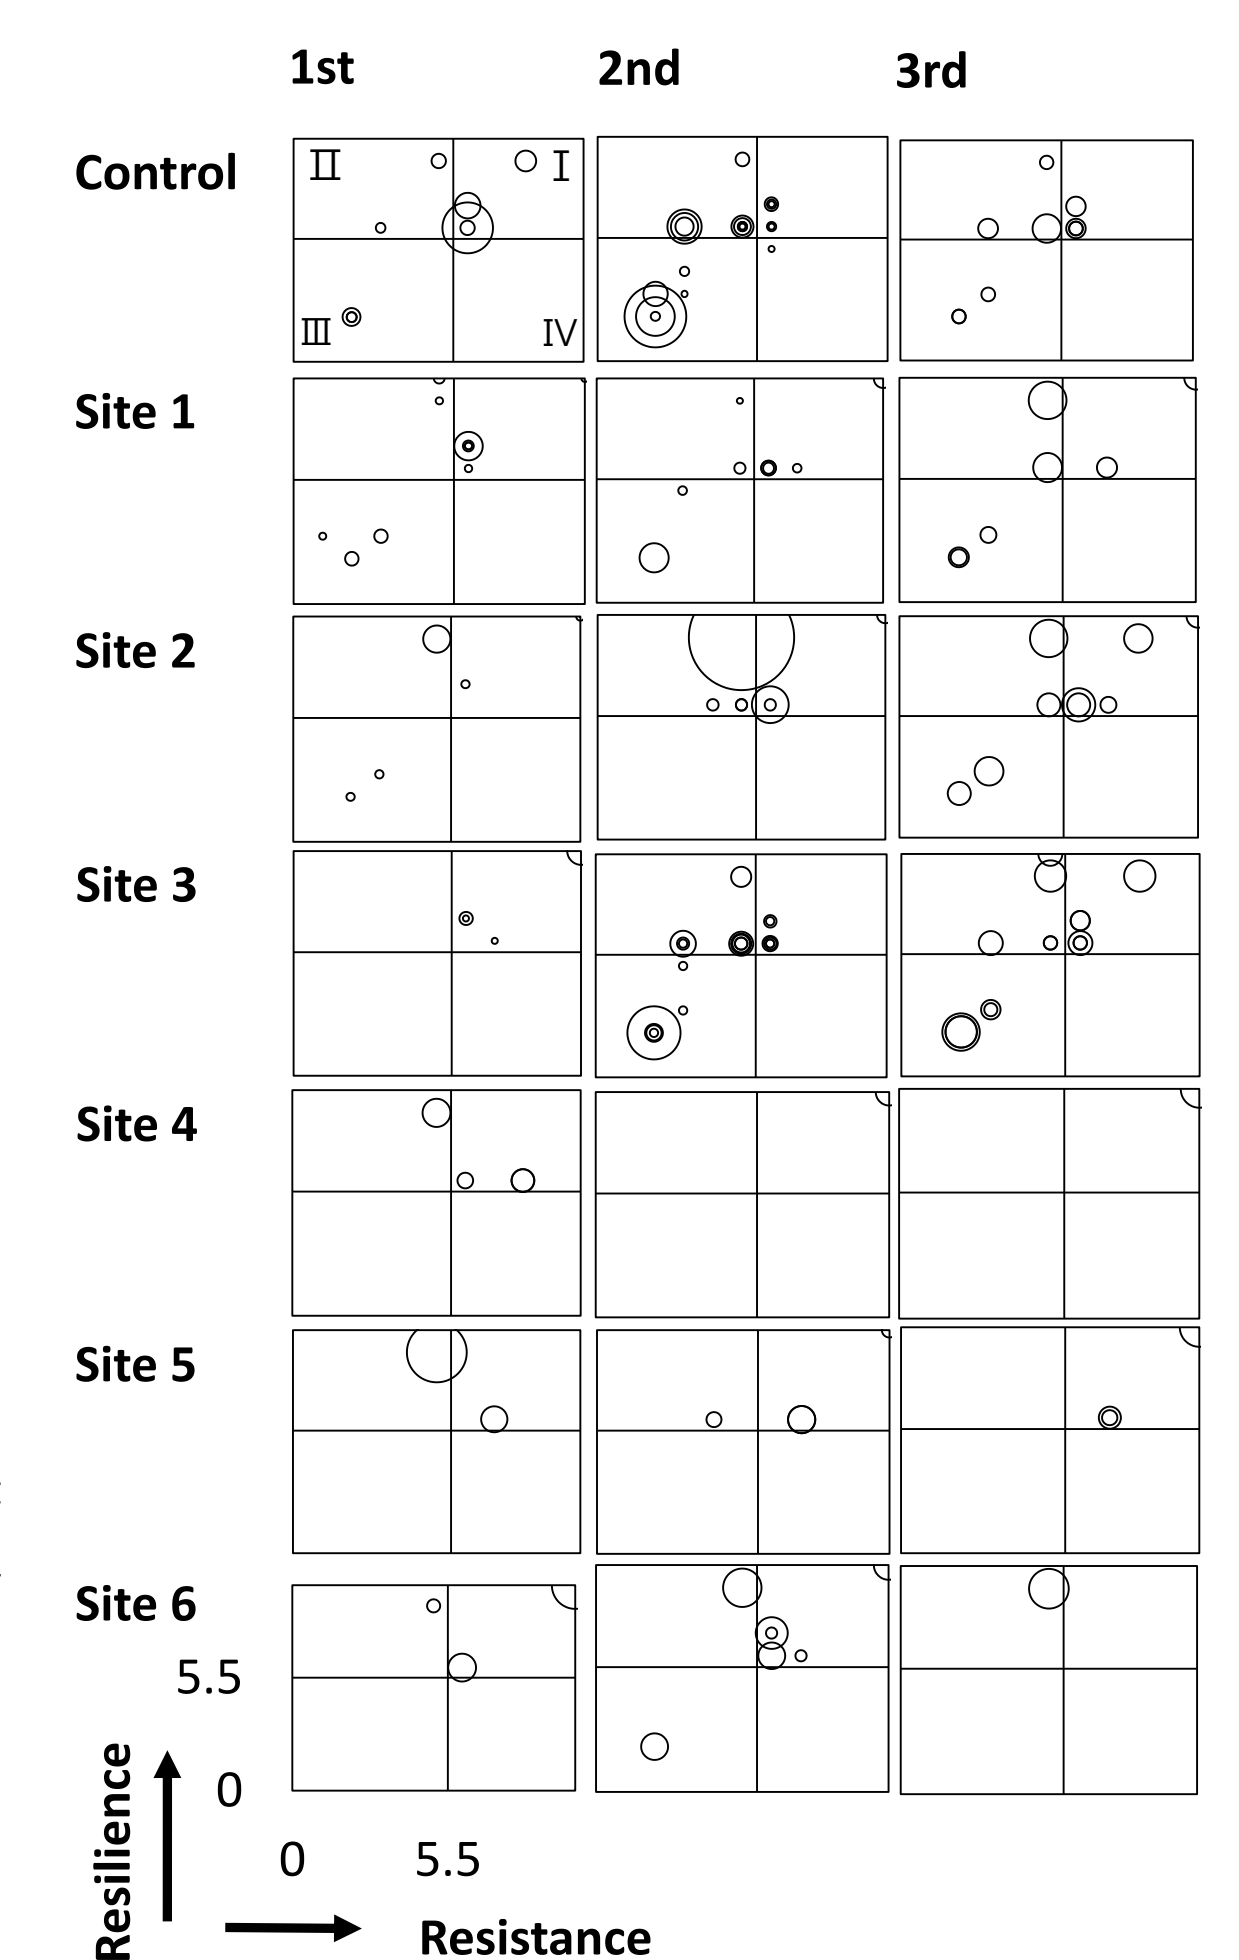 1st 2nd 3rd
Control
Ⅱ Ⅰ
Ⅲ Ⅳ
Site 1
Site 2
Site 3
Site 4
Site 5
Site 6
5.5
0
0 5.5
Resilience
Resistance